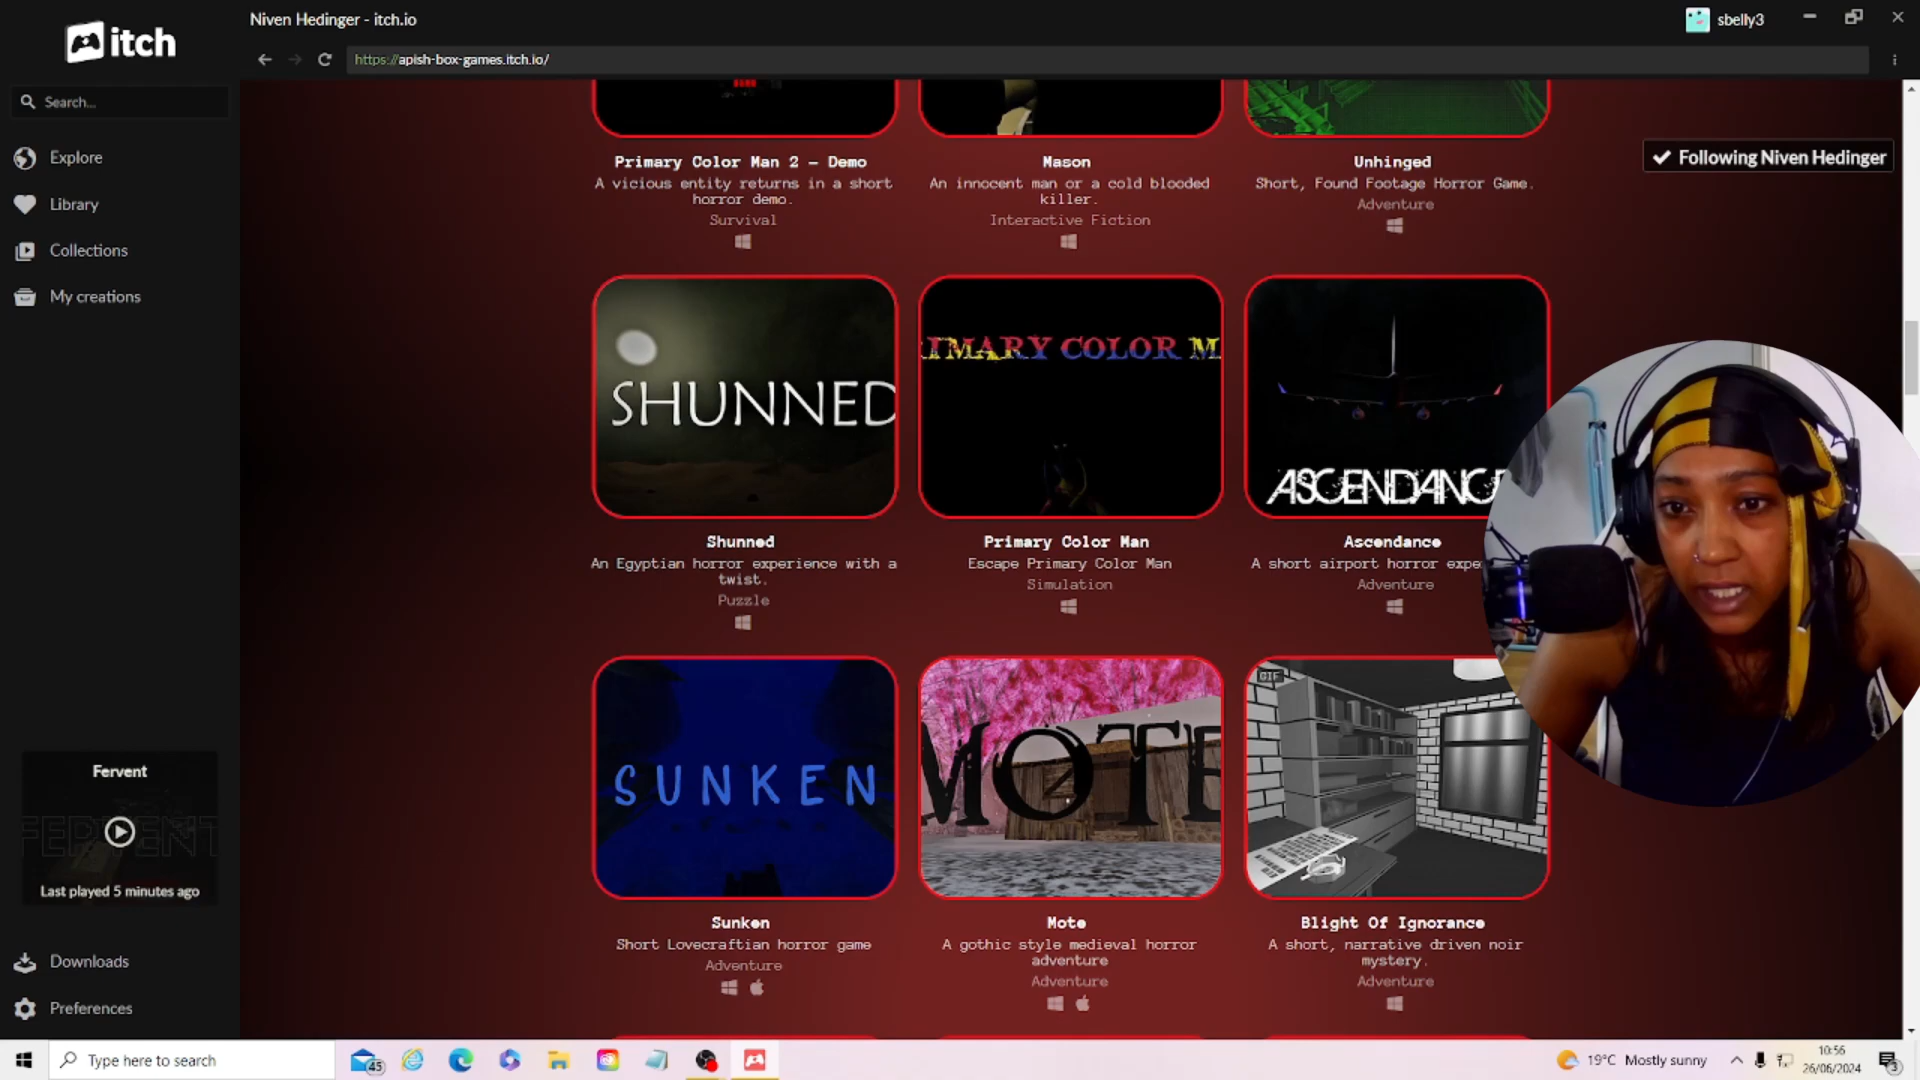 itch
Niven Hedinger - itch.io
sbelly3
https://apish-box-games.itch.io/
Search...
Explore
Library
Collections
My creations
Following Niven Hedinger
Primary Color Man 2 - Demo
A vicious entity returns in a short
horror demo.
Survival
Mason
An innocent man or a cold blooded
killer.
Interactive Fiction
Unhinged
Short, Found Footage Horror Game.
Adventure
SHUNNED
IMARY COLOR M
ASCENDANC
Shunned
An Egyptian horror experience with a
twist.
Puzzle
Primary Color Man
Escape Primary Color Man
Simulation
Ascendance
A short airport horror expe
Adventure
SUNKEN
MOTE
GIF
Sunken
Short Lovecraftian horror game
Adventure
Mote
A gothic style medieval horror
adventure
Adventure
Blight Of Ignorance
A short, narrative driven noir
mystery.
Adventure
Fervent
FERVENT
Last played 5 minutes ago
Downloads
Preferences
Type here to search
45
19°C Mostly sunny
10:56
26/06/2024
3